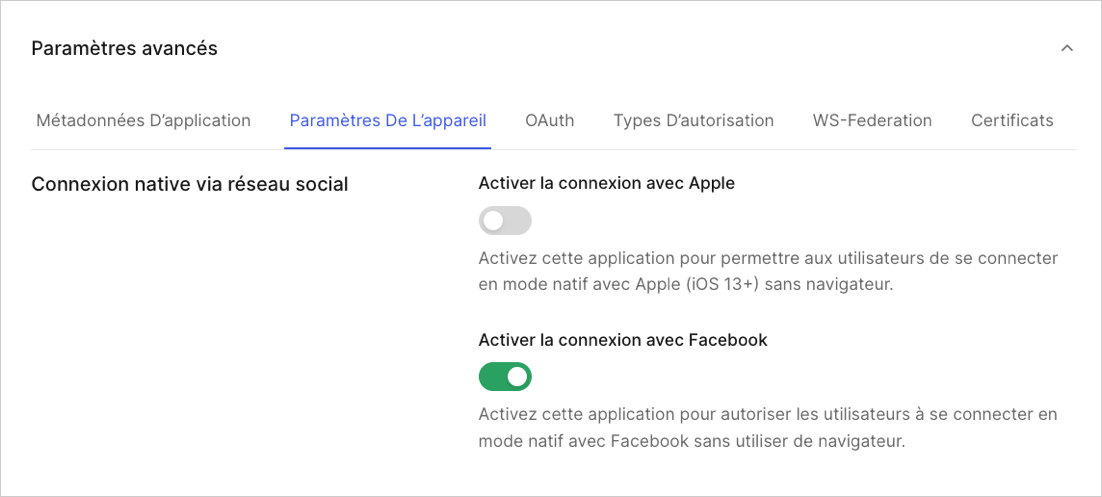 Paramètres avancés
Métadonnées D’application
Paramètres De L’appareil
OAuth
Types D’autorisation
WS-Federation
Certificats
Connexion native via réseau social
Activer la connexion avec Apple
Activez cette application pour permettre aux utilisateurs de se connecter
en mode natif avec Apple (iOS 13+) sans navigateur.
Activer la connexion avec Facebook
Activez cette application pour autoriser les utilisateurs à se connecter en
mode natif avec Facebook sans utiliser de navigateur.